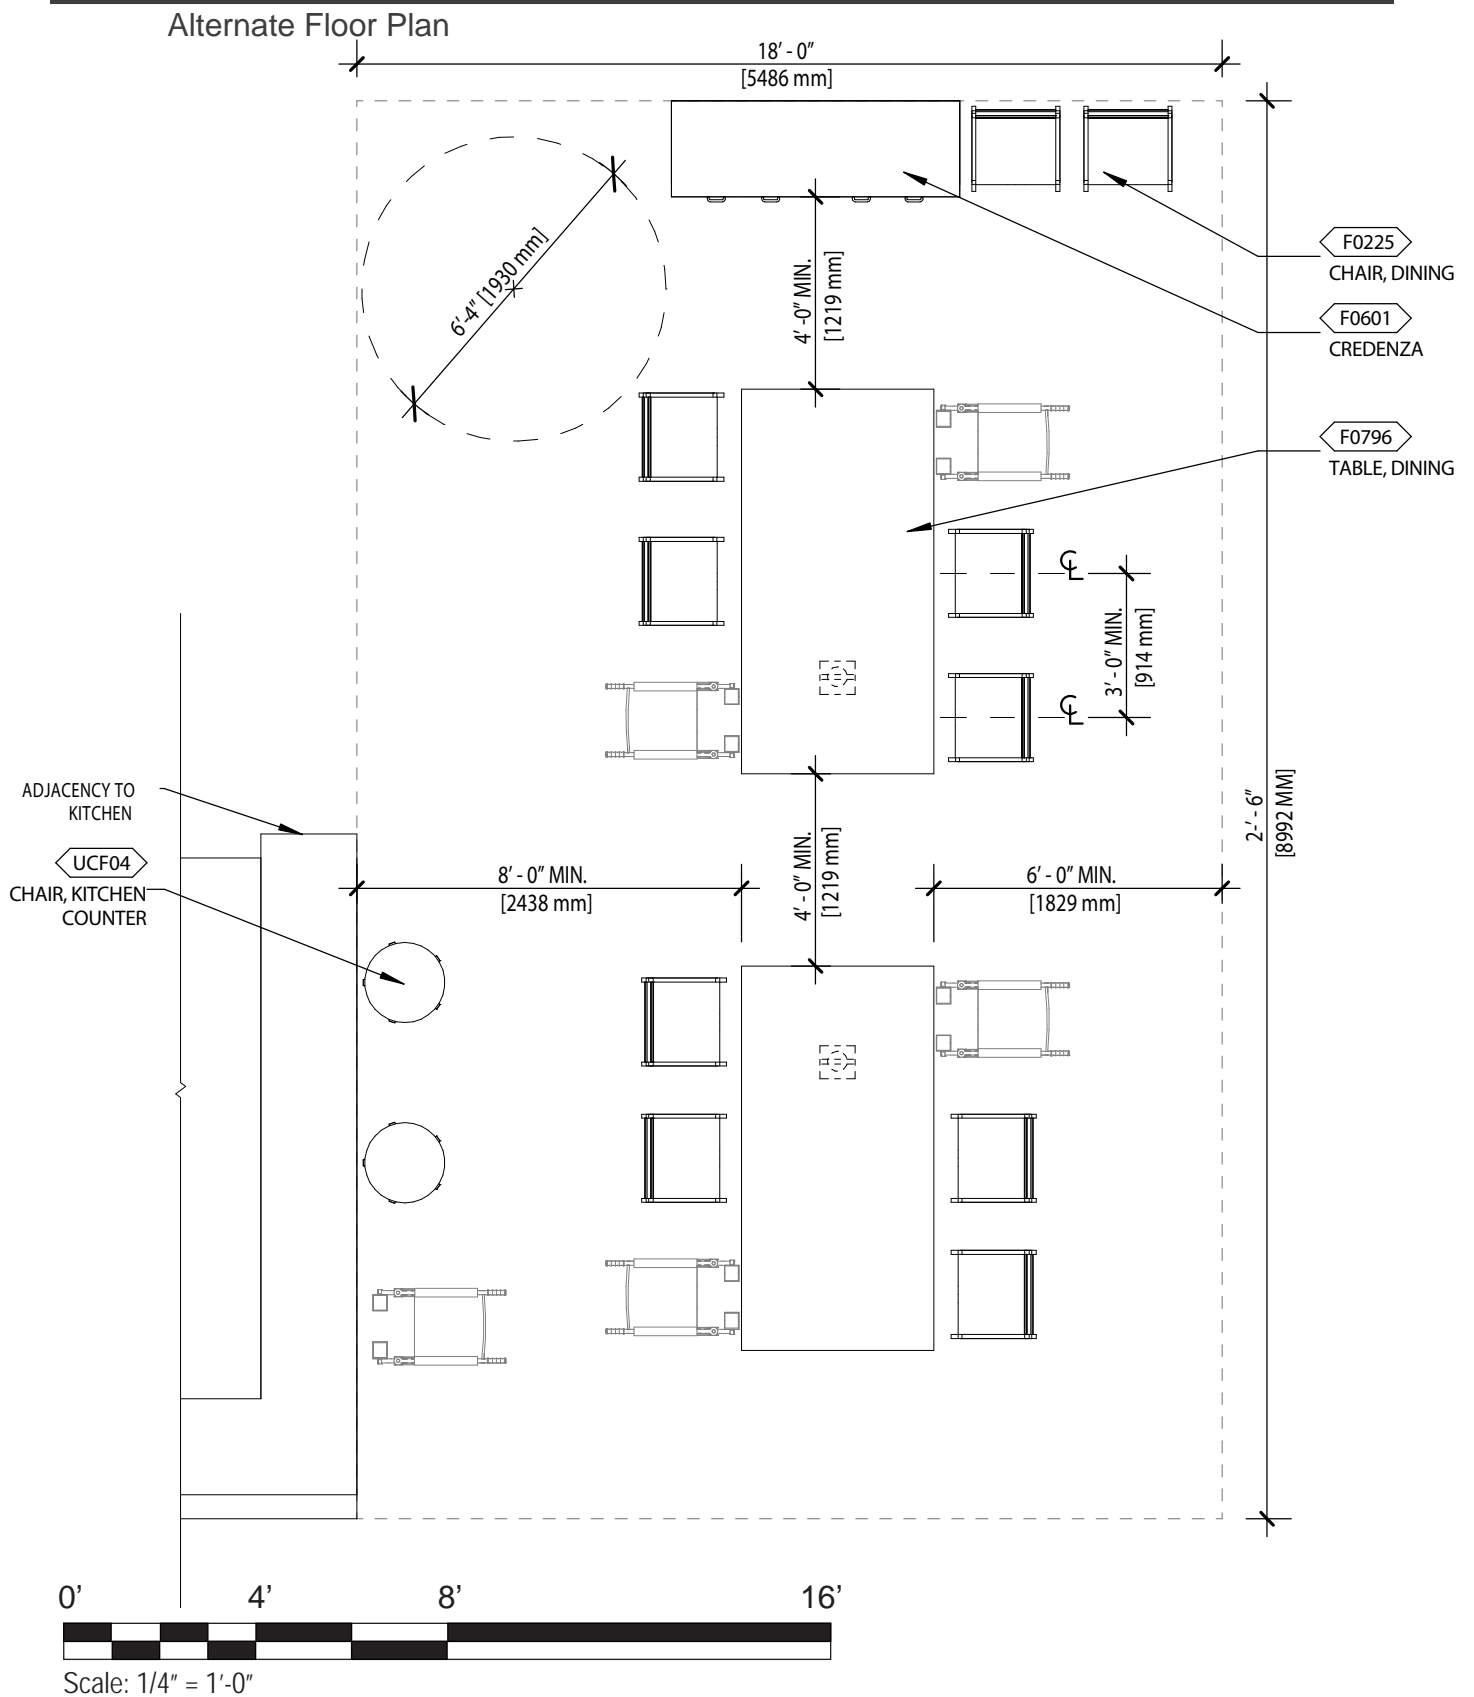 Alternate Floor Plan
18' - 0"
[5486 mm]
6'-4" [1930 mm]
4' -0" MIN.
[1219 mm]
F0225
CHAIR, DINING
F0601
CREDENZA
F0796
TABLE, DINING
3' - 0" MIN.
[914 mm]
2-' - 6"
[8992 MM]
ADJACENCY TO
KITCHEN
UCF04
CHAIR, KITCHEN
COUNTER
8' - 0" MIN.
[2438 mm]
4' - 0" MIN.
[1219 mm]
6' - 0" MIN.
[1829 mm]
0' 4' 8' 16'
Scale: 1/4" = 1'-0"